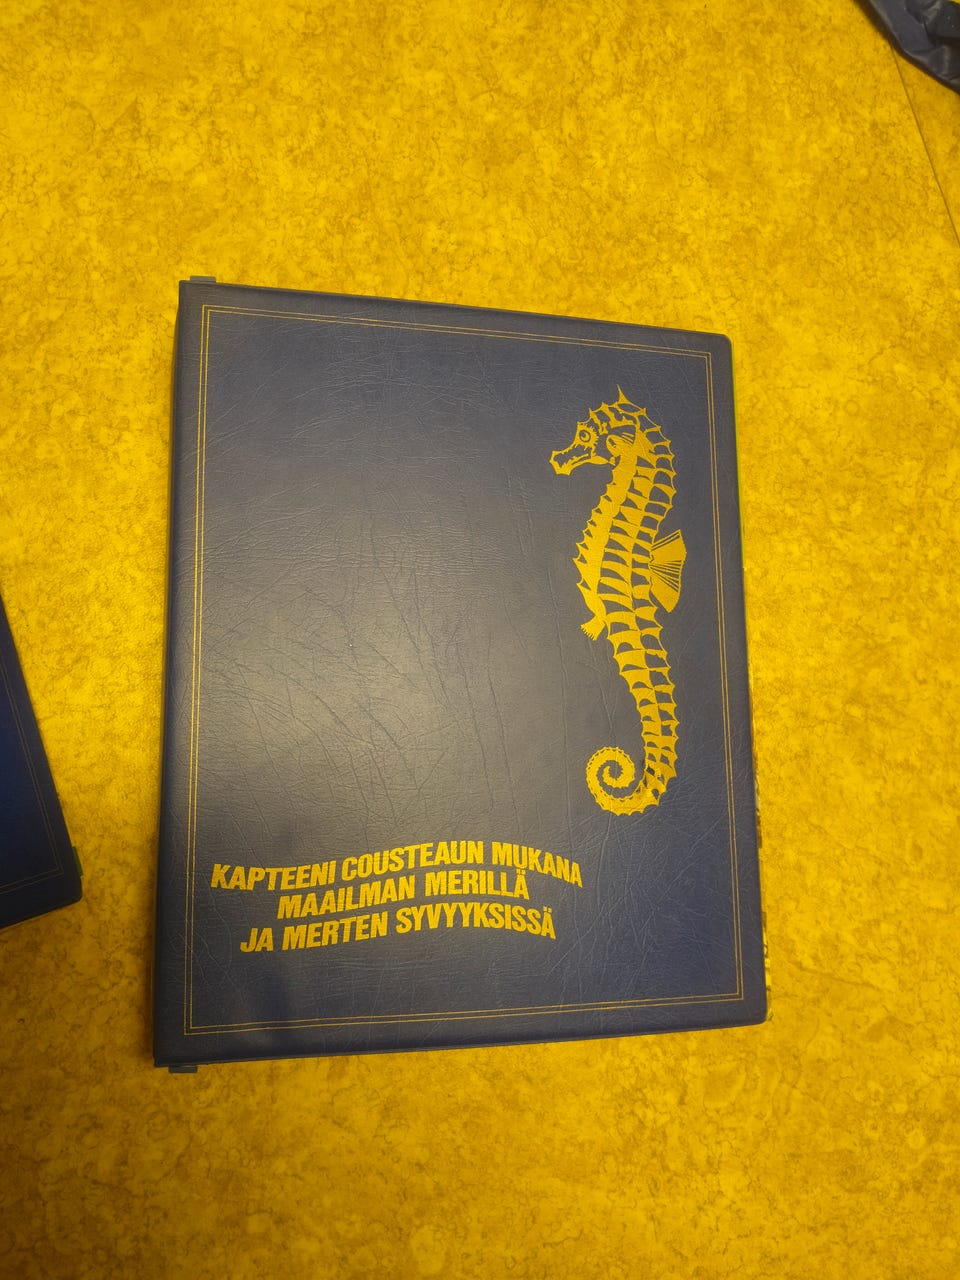 KAPTEENI COUSTEAUN MUKANA
MAAILMAN MERILLÄ
JA MERTEN SYVYYKSISSÄ